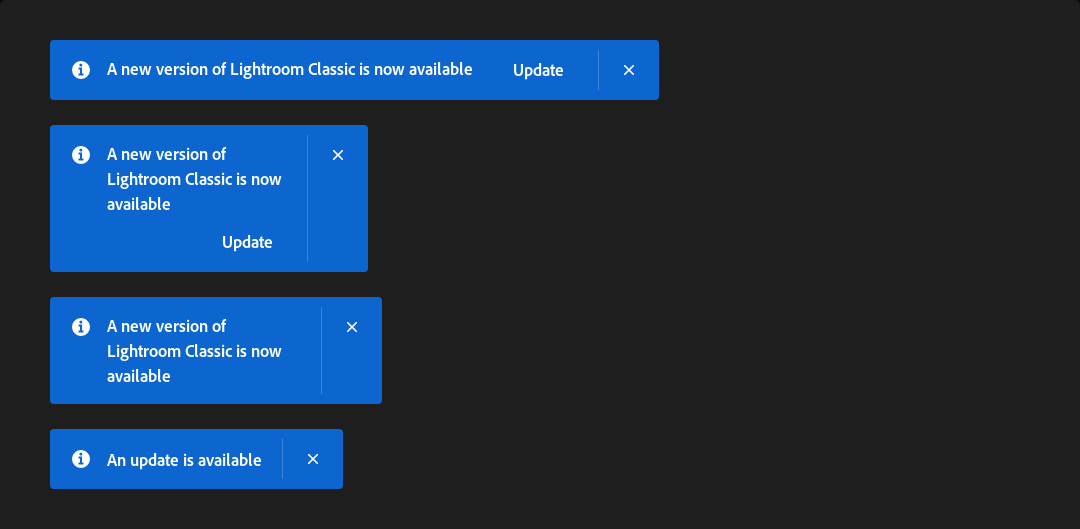 A new version of Lightroom Classic is now available Update
A new version of
Lightroom Classic is now
available
Update
A new version of
Lightroom Classic is now
available
An update is available